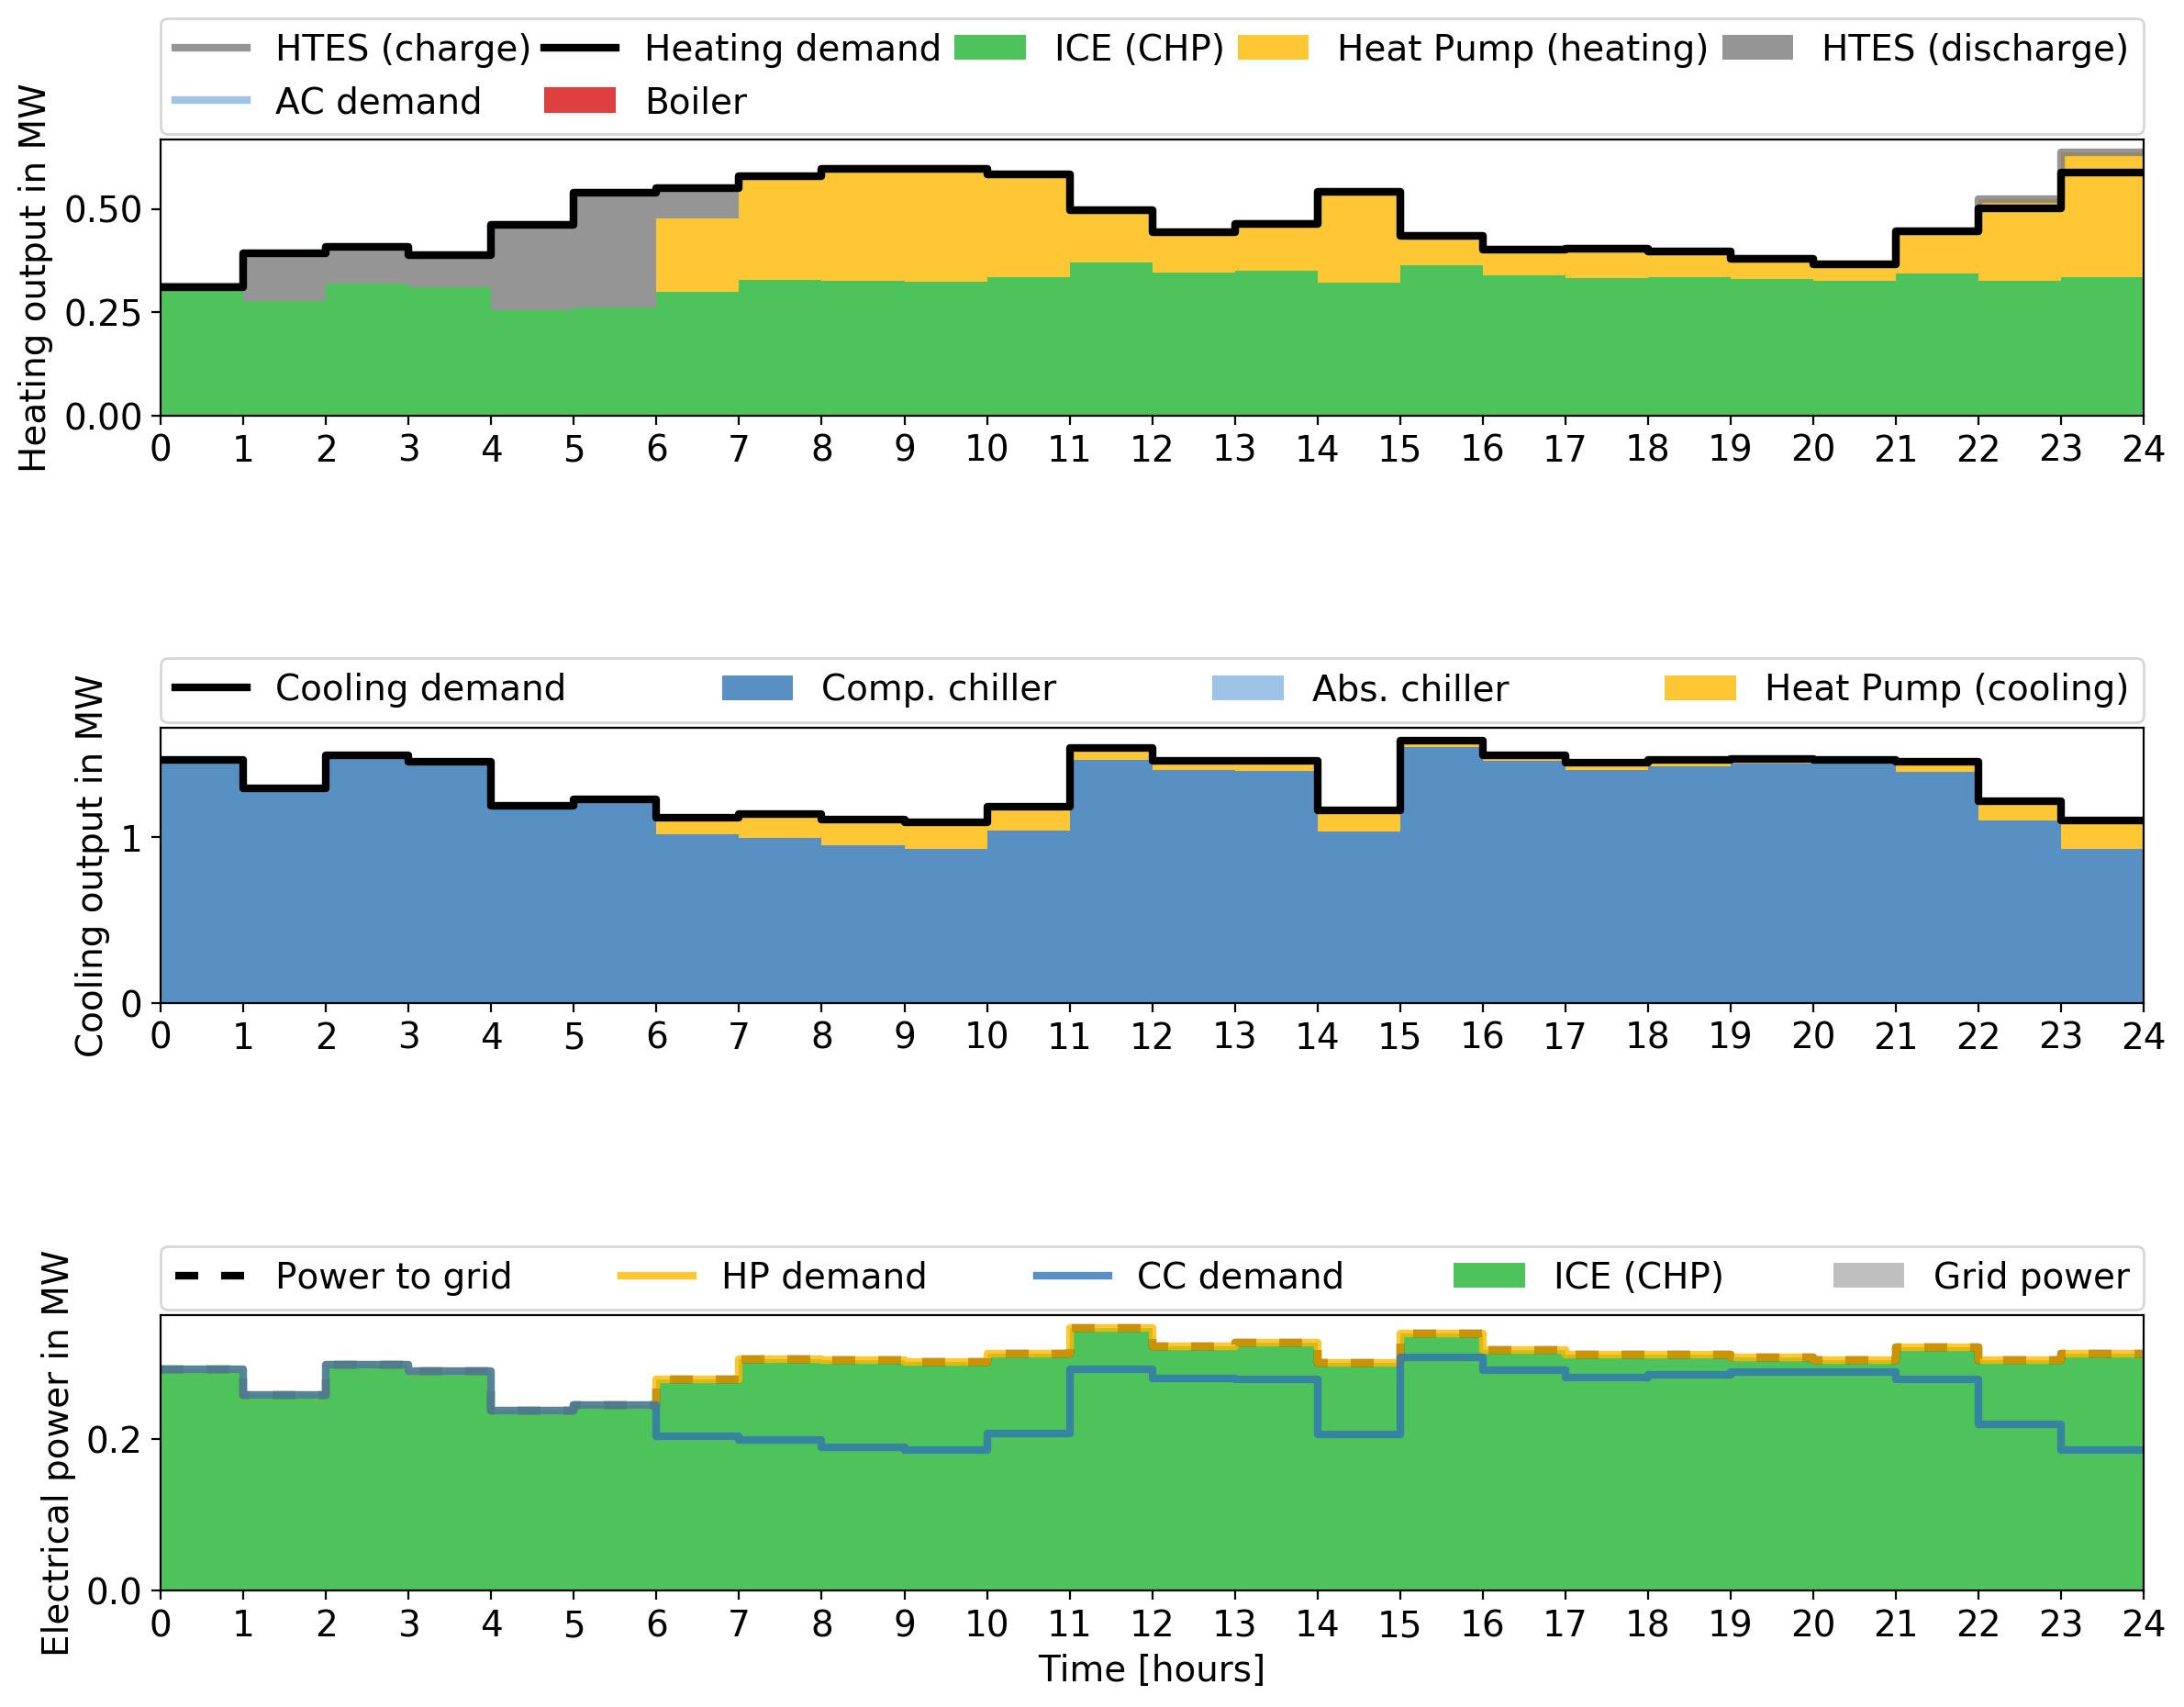 HTES (charge) Heating demand ICE (CHP) Heat Pump (heating) HTES (discharge)
AC demand Boiler
Heating output in MW
0.50
0.25
0.00
0 1 2 3 4 5 6 7 8 9 10 11 12 13 14 15 16 17 18 19 20 21 22 23 24
Cooling demand Comp. chiller Abs. chiller Heat Pump (cooling)
Cooling output in MW
1
0
0 1 2 3 4 5 6 7 8 9 10 11 12 13 14 15 16 17 18 19 20 21 22 23 24
Power to grid HP demand CC demand ICE (CHP) Grid power
Electrical power in MW
0.2
0.0
0 1 2 3 4 5 6 7 8 9 10 11 12 13 14 15 16 17 18 19 20 21 22 23 24
Time [hours]